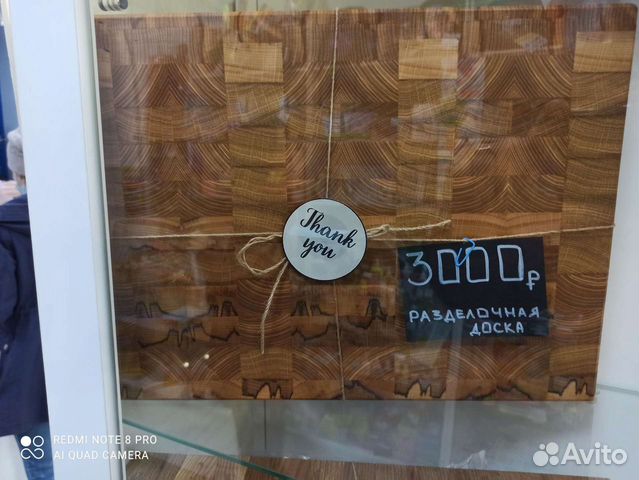 Thank
you
3000₽
РАЗДЕЛОЧНАЯ
ДОСКА
REDMI NOTE 8 PRO
AI QUAD CAMERA
Avito